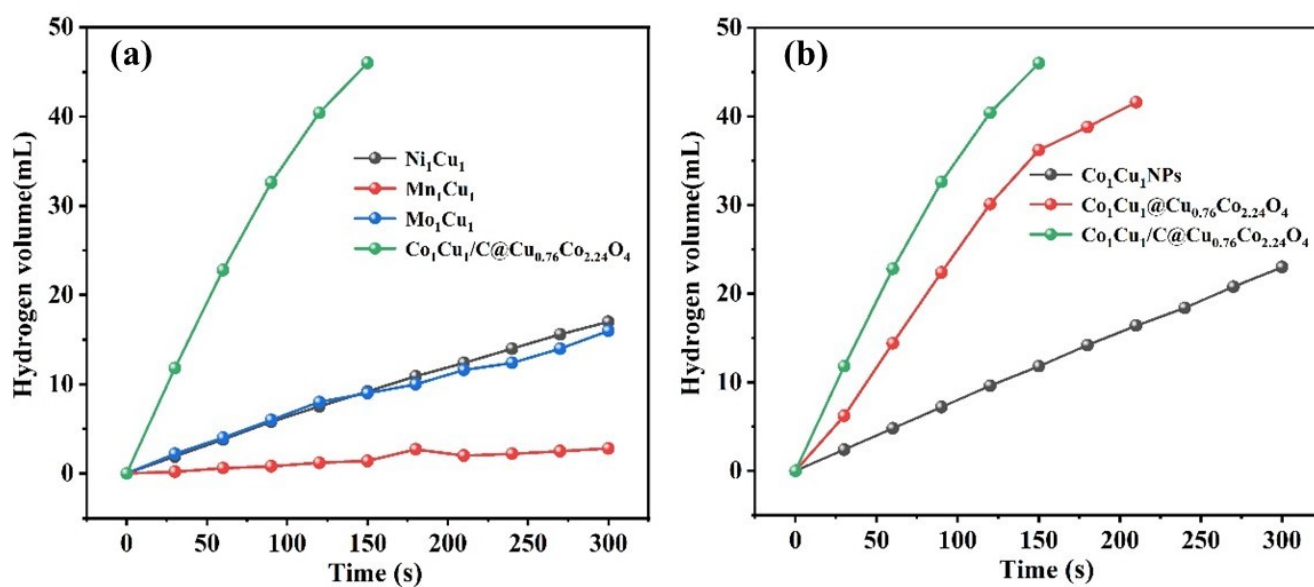 (a)
Hydrogen volume(mL)
50
40
30
20
10
0
Ni₁Cu₁
Mn₁Cu₁
Mo₁Cu₁
Co₁Cu₁/C@Cu₀.₇₆Co₂.₂₄O₄
0 50 100 150 200 250 300
Time (s)
(b)
Hydrogen volume(mL)
50
40
30
20
10
0
Co₁Cu₁NPs
Co₁Cu₁@Cu₀.₇₆Co₂.₂₄O₄
Co₁Cu₁/C@Cu₀.₇₆Co₂.₂₄O₄
0 50 100 150 200 250 300
Time (s)